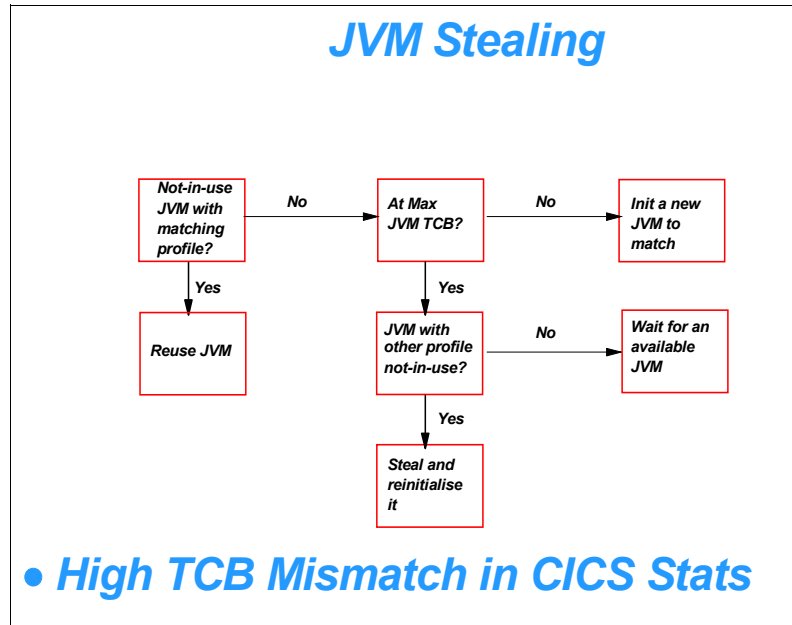 JVM Stealing
Not-in-use
JVM with
matching
profile?
No
At Max
JVM TCB?
No
Init a new
JVM to
match
Yes
Yes
Reuse JVM
JVM with
other profile
not-in-use?
No
Wait for an
available
JVM
Yes
Steal and
reinitialise
it
• High TCB Mismatch in CICS Stats